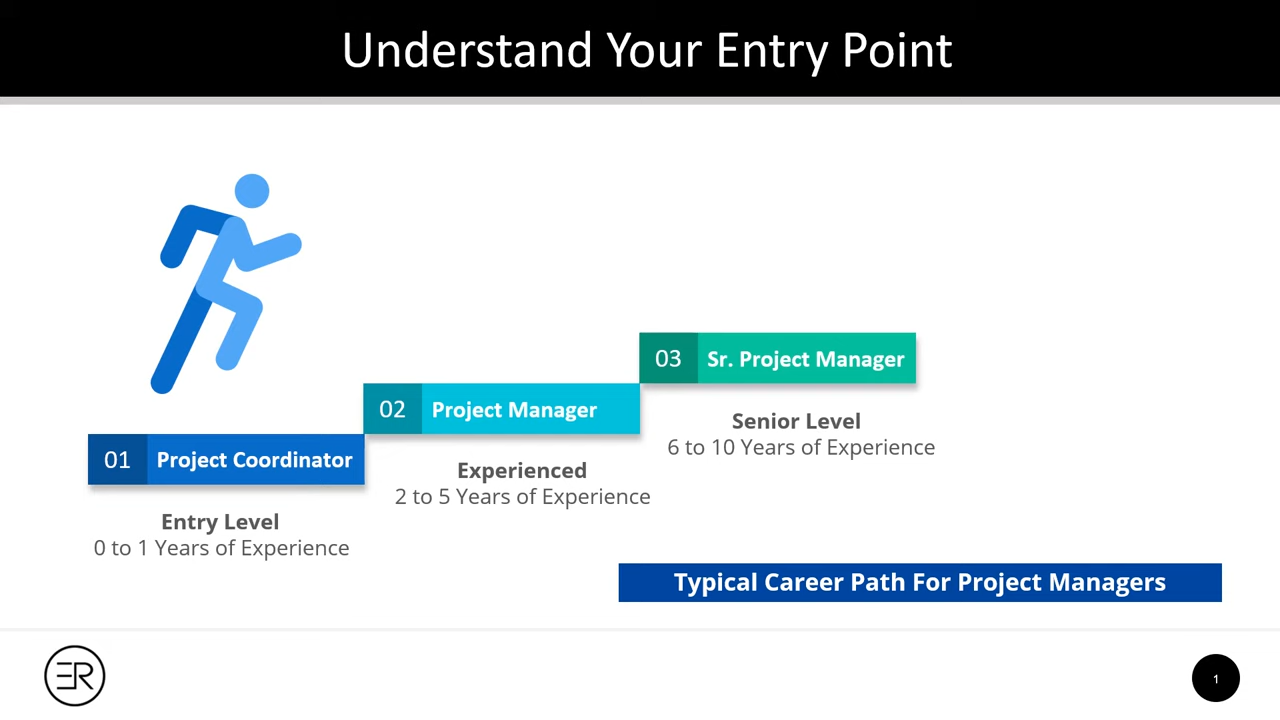 Understand Your Entry Point
01 Project Coordinator
Entry Level
0 to 1 Years of Experience
02 Project Manager
Experienced
2 to 5 Years of Experience
03 Sr. Project Manager
Senior Level
6 to 10 Years of Experience
Typical Career Path For Project Managers
ER
1